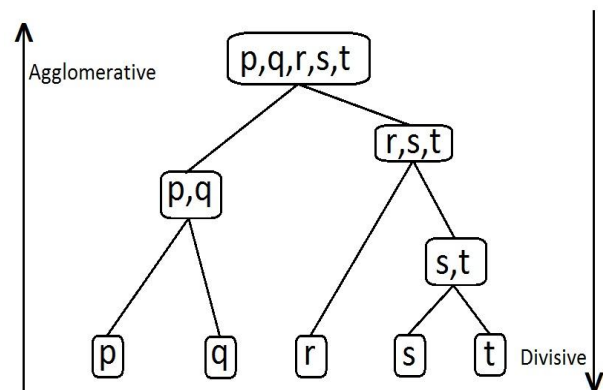 p,q,r,s,t
Agglomerative
r,s,t
p,q
s,t
p q r s t Divisive